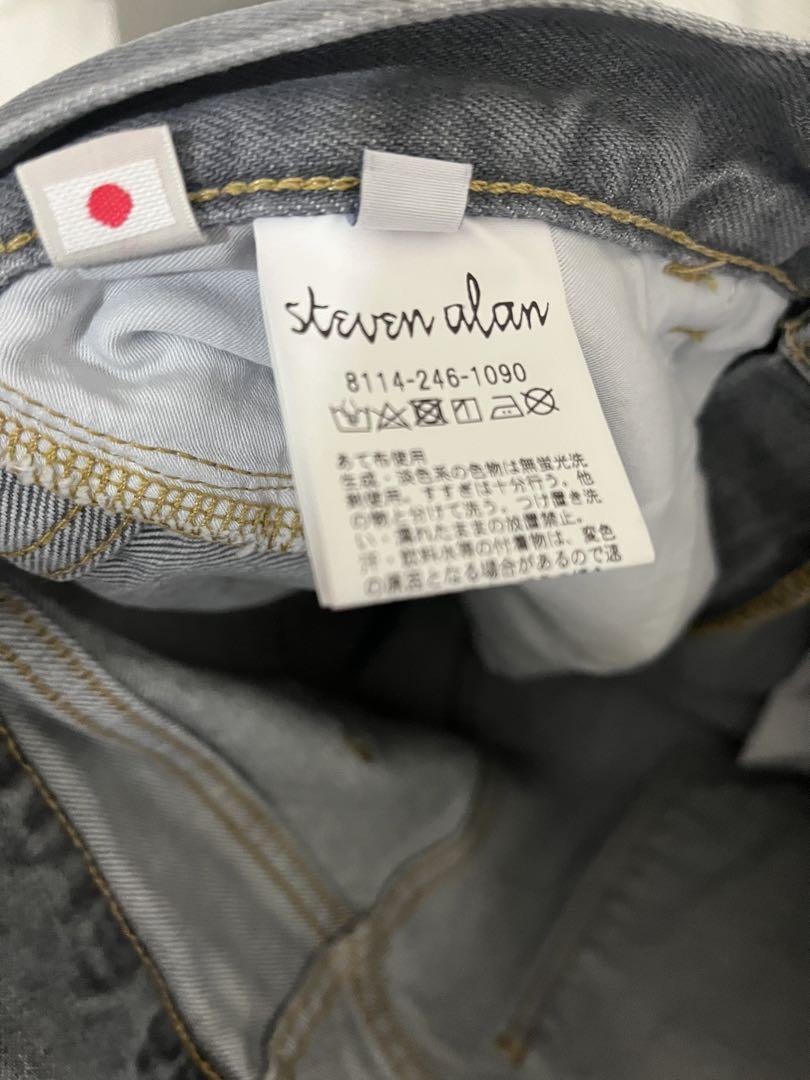 steven alan
8114-246-1090
あて布使用
生成・淡色系の色物は無蛍光洗
剤使用。すすぎは十分行う。他
の物と分けて洗う。つけ置き洗
い・濡れたままの放置禁止。
汗・飲料水等の付着物は、変色
の原因となる場合があるので速